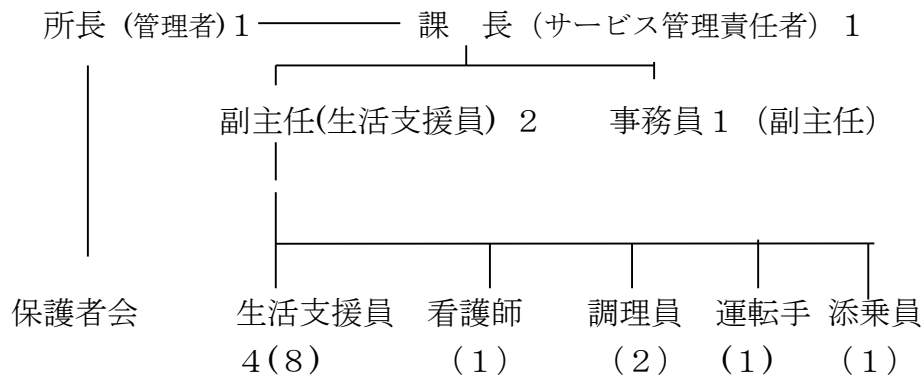 所長 (管理者) 1 課 長 (サービス管理責任者) 1
副主任(生活支援員) 2 事務員 1 (副主任)
保護者会 生活支援員 看護師 調理員 運転手 添乗員
4(8) (1) (2) (1) (1)